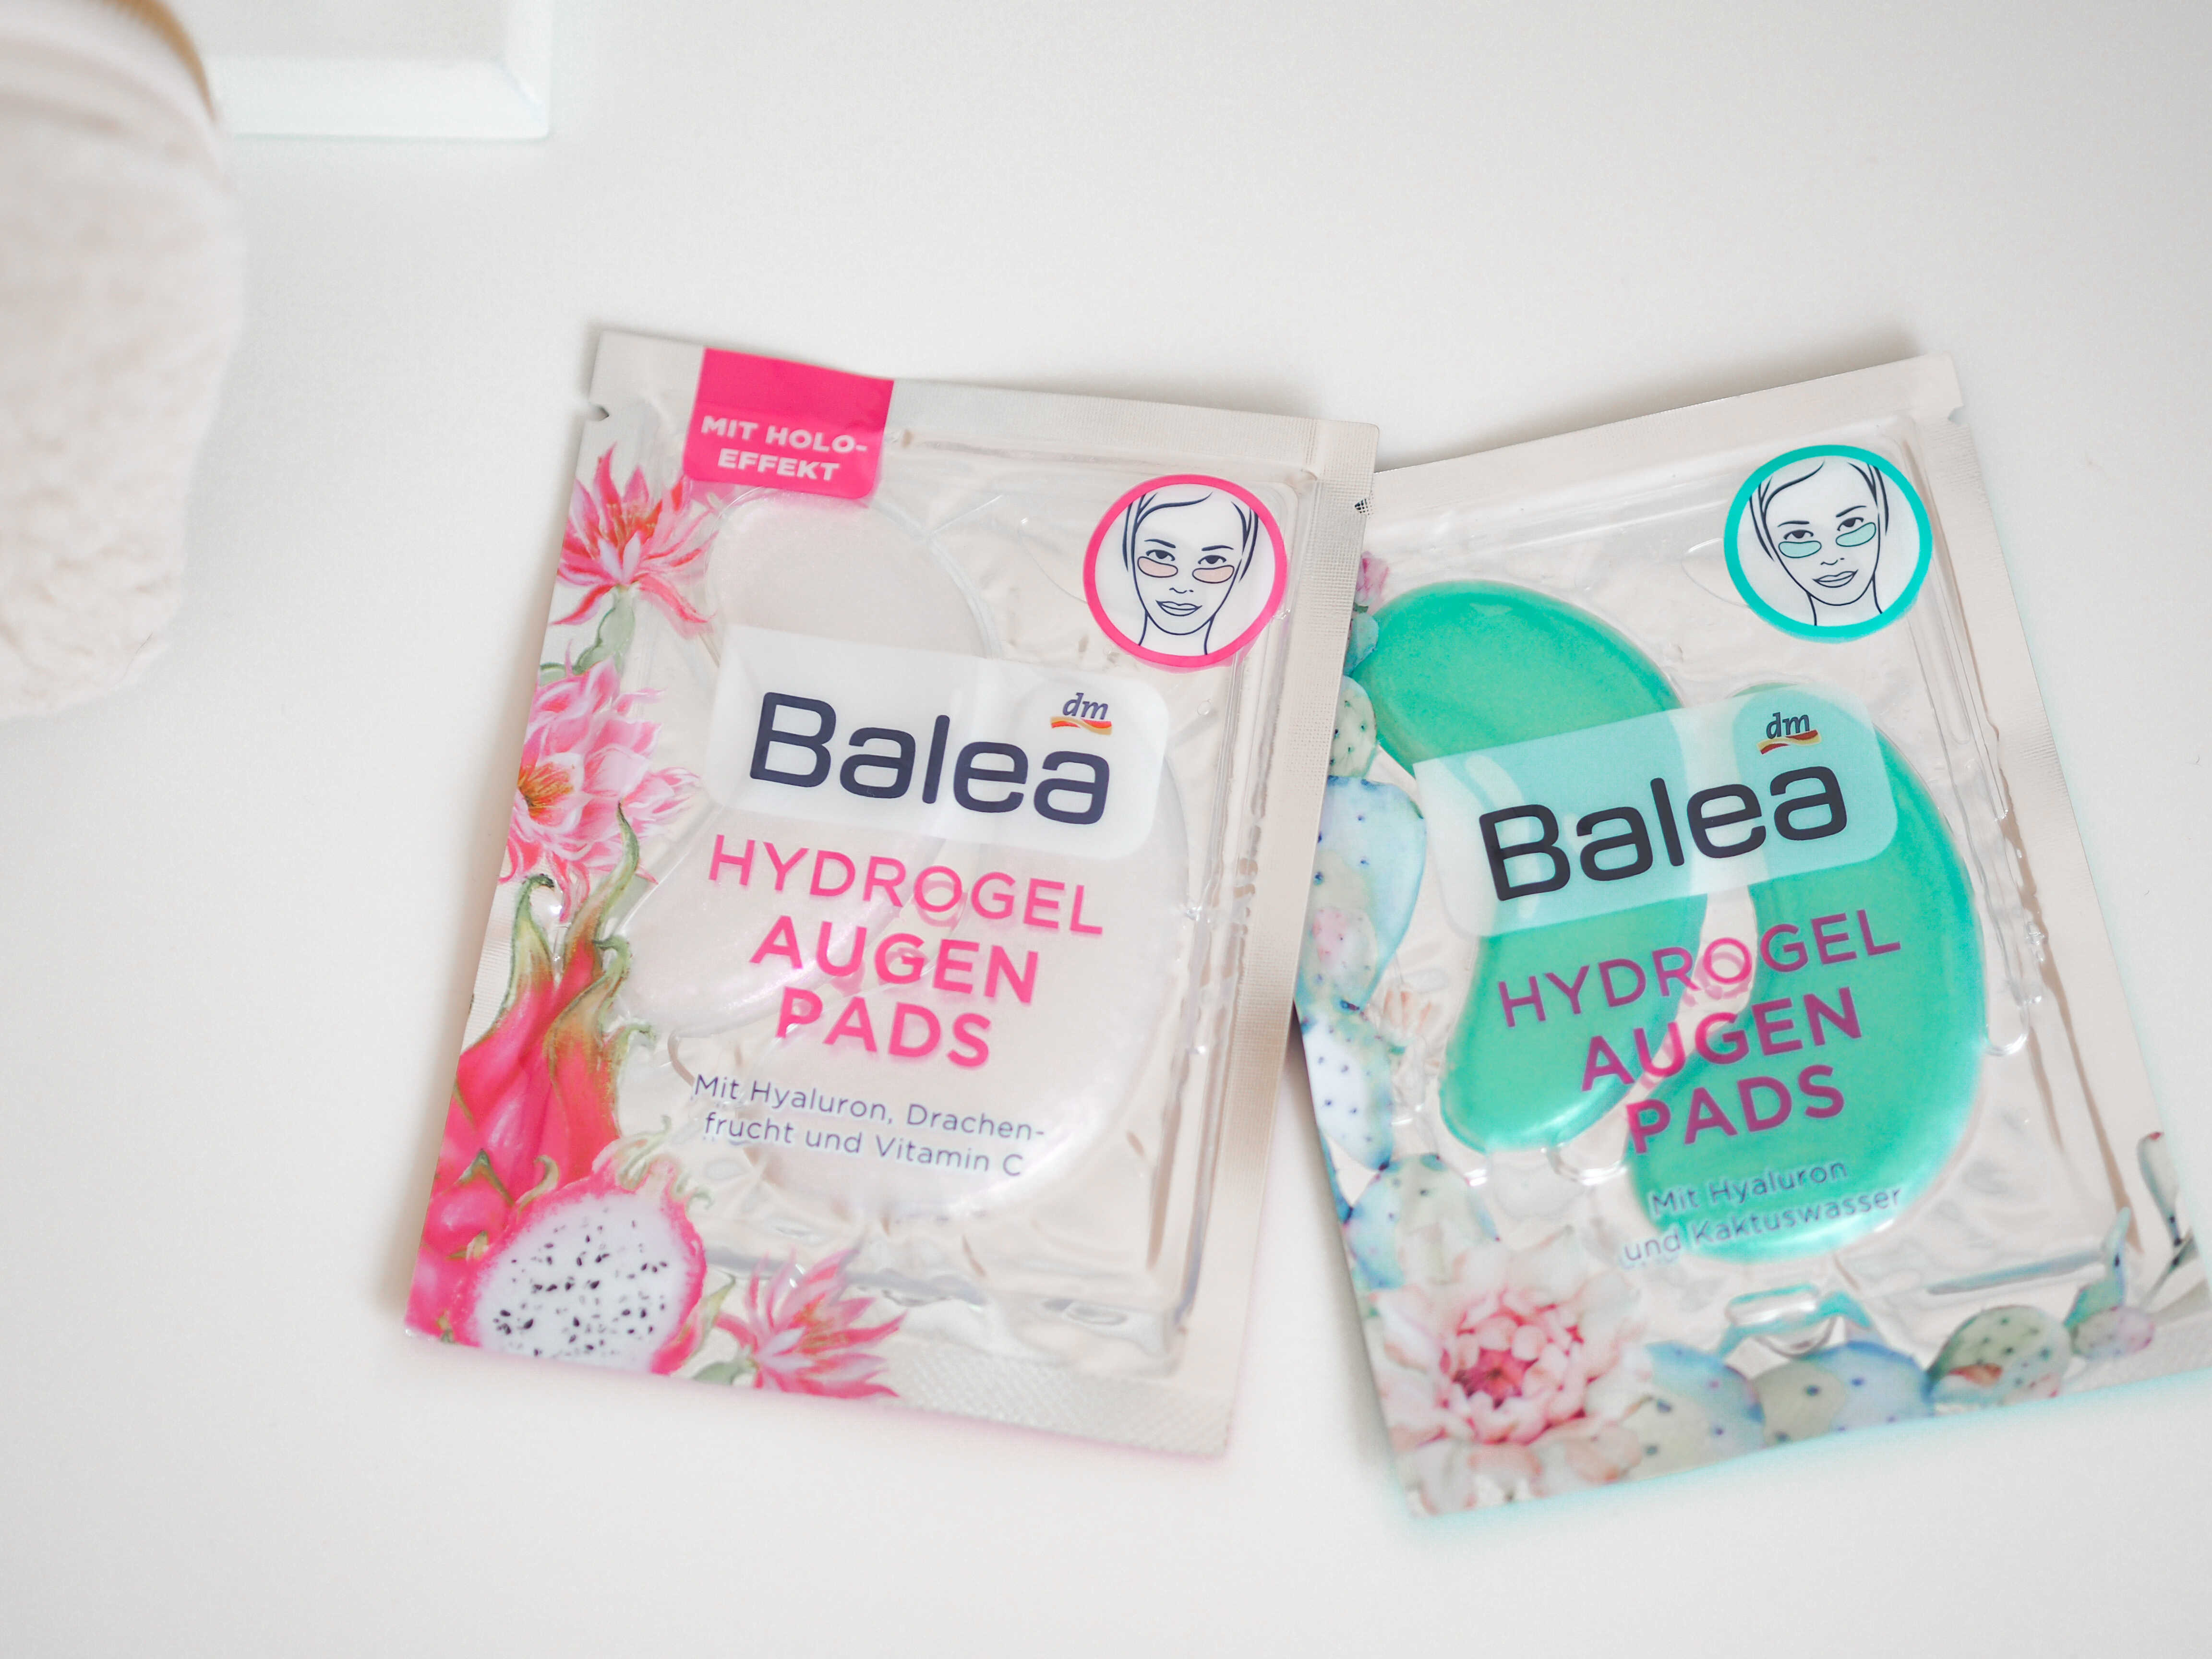 MIT HOLO-
EFFEKT
dm
Balea
HYDROGEL
AUGEN
PADS
Mit Hyaluron, Drachen-
frucht und Vitamin C
dm
Balea
HYDROGEL
AUGEN
PADS
Mit Hyaluron
und Kaktuswasser